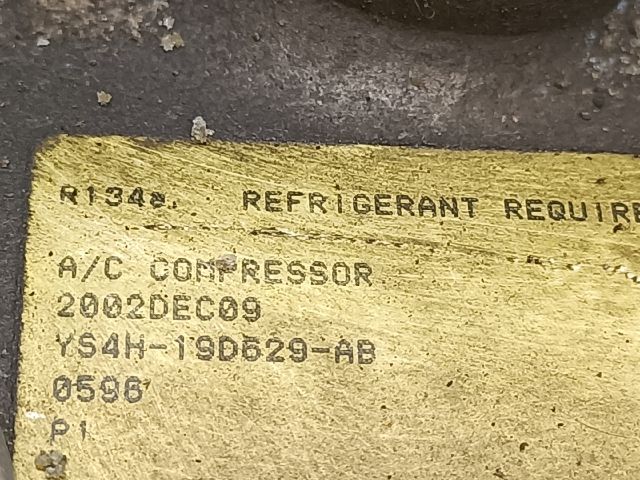 R134a. REFRIGERANT REQUIRE
A/C COMPRESSOR
2002DEC09
YS4H-19D629-AB
0596
P1